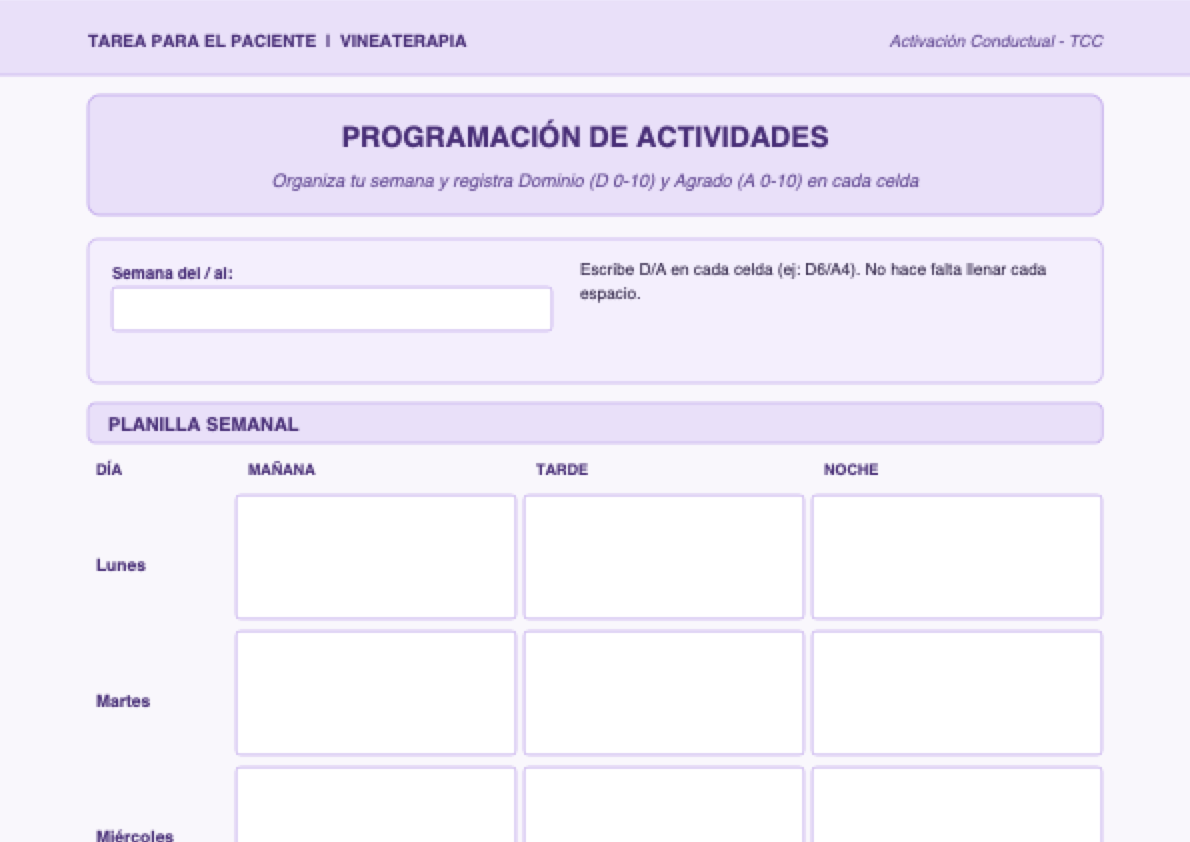 TAREA PARA EL PACIENTE | VINEATERAPIA
Activación Conductual - TCC
PROGRAMACIÓN DE ACTIVIDADES
Organiza tu semana y registra Dominio (D 0-10) y Agrado (A 0-10) en cada celda
Semana del / al:
Escribe D/A en cada celda (ej: D6/A4). No hace falta llenar cada
espacio.
PLANILLA SEMANAL
DÍA MAÑANA TARDE NOCHE
Lunes
Martes
Miércoles